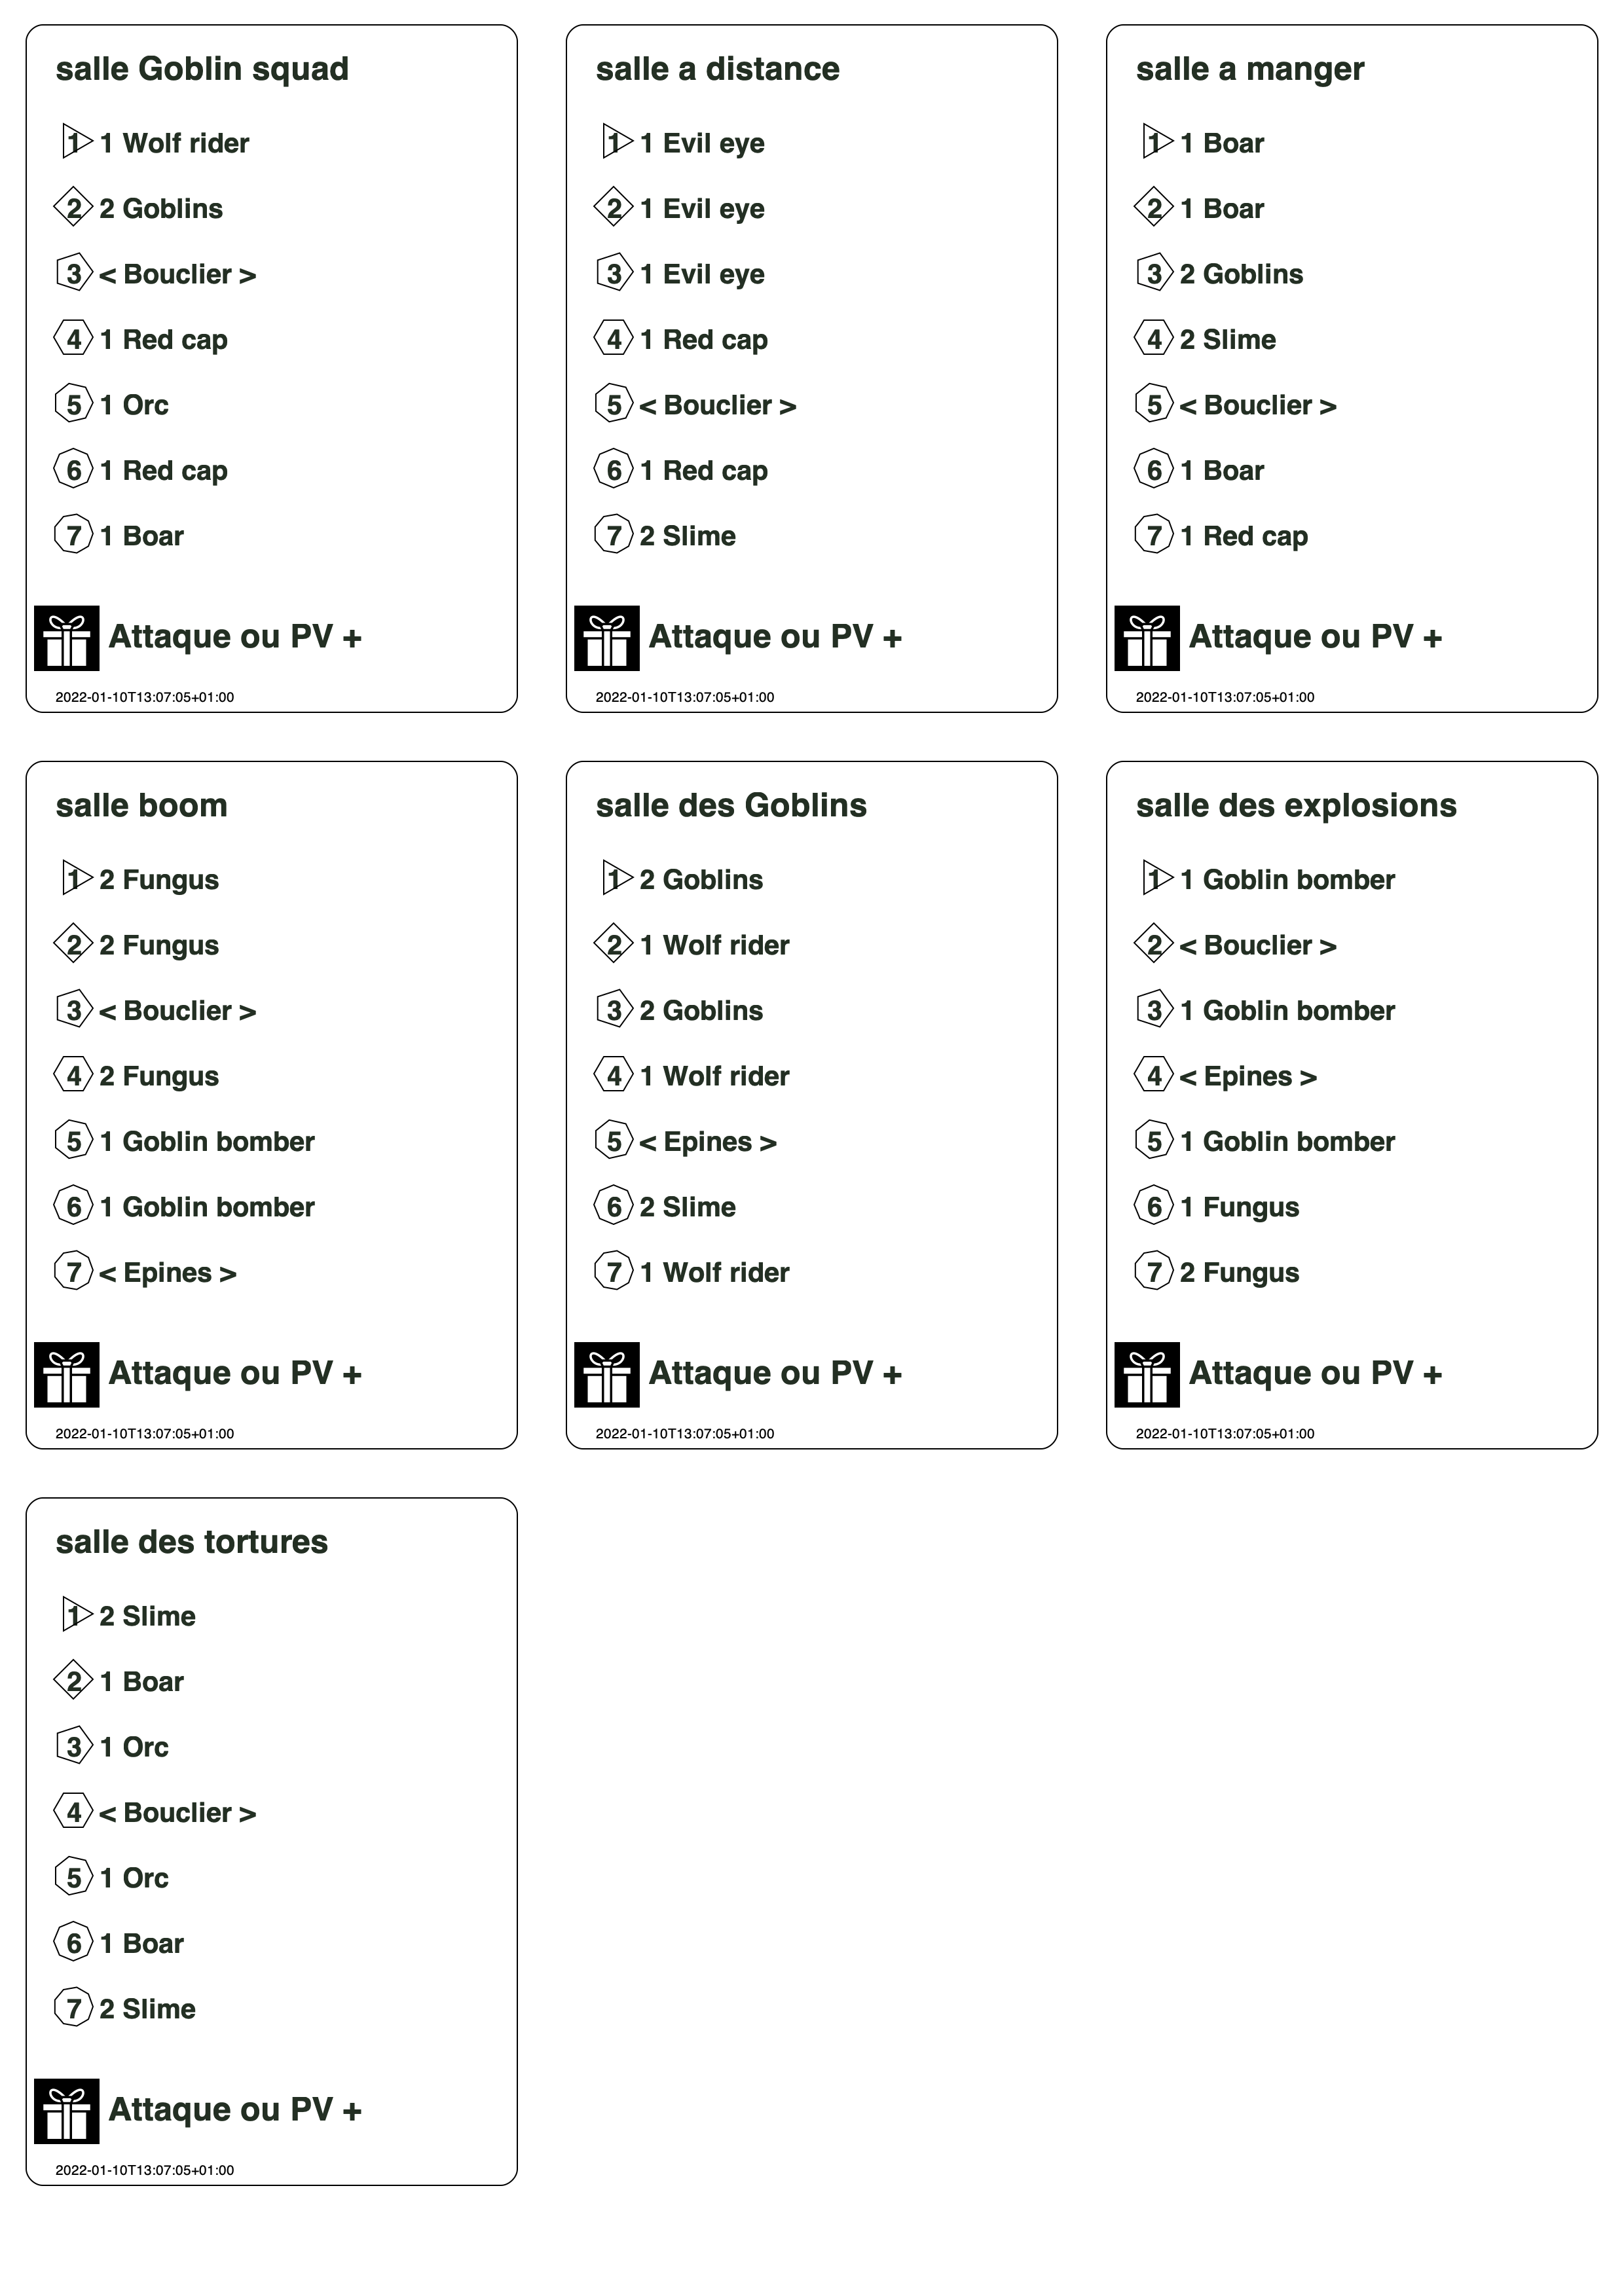 salle Goblin squad
1 1 Wolf rider
2 2 Goblins
3 < Bouclier >
4 1 Red cap
5 1 Orc
6 1 Red cap
7 1 Boar
Attaque ou PV +
2022-01-10T13:07:05+01:00
salle a distance
1 1 Evil eye
2 1 Evil eye
3 1 Evil eye
4 1 Red cap
5 < Bouclier >
6 1 Red cap
7 2 Slime
Attaque ou PV +
2022-01-10T13:07:05+01:00
salle a manger
1 1 Boar
2 1 Boar
3 2 Goblins
4 2 Slime
5 < Bouclier >
6 1 Boar
7 1 Red cap
Attaque ou PV +
2022-01-10T13:07:05+01:00
salle boom
1 2 Fungus
2 2 Fungus
3 < Bouclier >
4 2 Fungus
5 1 Goblin bomber
6 1 Goblin bomber
7 < Epines >
Attaque ou PV +
2022-01-10T13:07:05+01:00
salle des Goblins
1 2 Goblins
2 1 Wolf rider
3 2 Goblins
4 1 Wolf rider
5 < Epines >
6 2 Slime
7 1 Wolf rider
Attaque ou PV +
2022-01-10T13:07:05+01:00
salle des explosions
1 1 Goblin bomber
2 < Bouclier >
3 1 Goblin bomber
4 < Epines >
5 1 Goblin bomber
6 1 Fungus
7 2 Fungus
Attaque ou PV +
2022-01-10T13:07:05+01:00
salle des tortures
1 2 Slime
2 1 Boar
3 1 Orc
4 < Bouclier >
5 1 Orc
6 1 Boar
7 2 Slime
Attaque ou PV +
2022-01-10T13:07:05+01:00